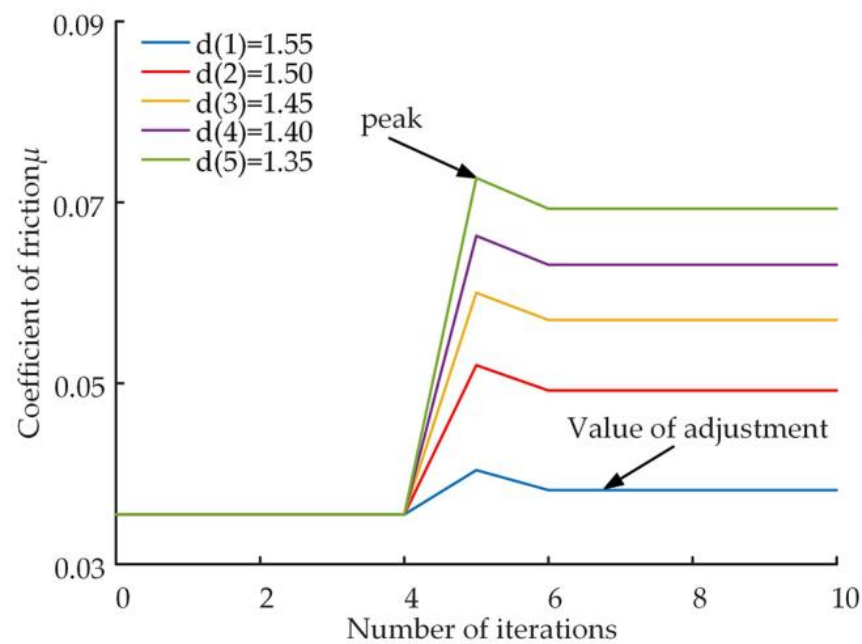 0.09
d(1)=1.55
d(2)=1.50
d(3)=1.45
d(4)=1.40
d(5)=1.35
peak
0.07
Coefficient of frictionμ
0.05
Value of adjustment
0.03
0 2 4 6 8 10
Number of iterations